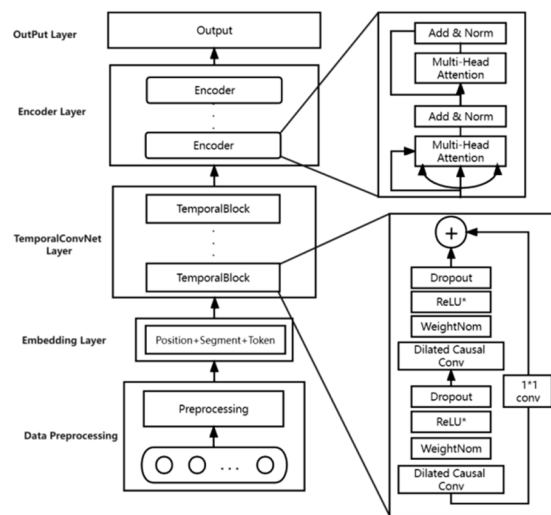 OutPut Layer
Output
Encoder Layer
Encoder
Encoder
TemporalConvNet
Layer
TemporalBlock
TemporalBlock
Embedding Layer
Position+Segment+Token
Data Preprocessing
Preprocessing
...
Add & Norm
Multi-Head
Attention
Add & Norm
Multi-Head
Attention
+
Dropout
ReLU*
WeightNom
Dilated Causal
Conv
Dropout
ReLU*
WeightNom
Dilated Causal
Conv
1*1
conv